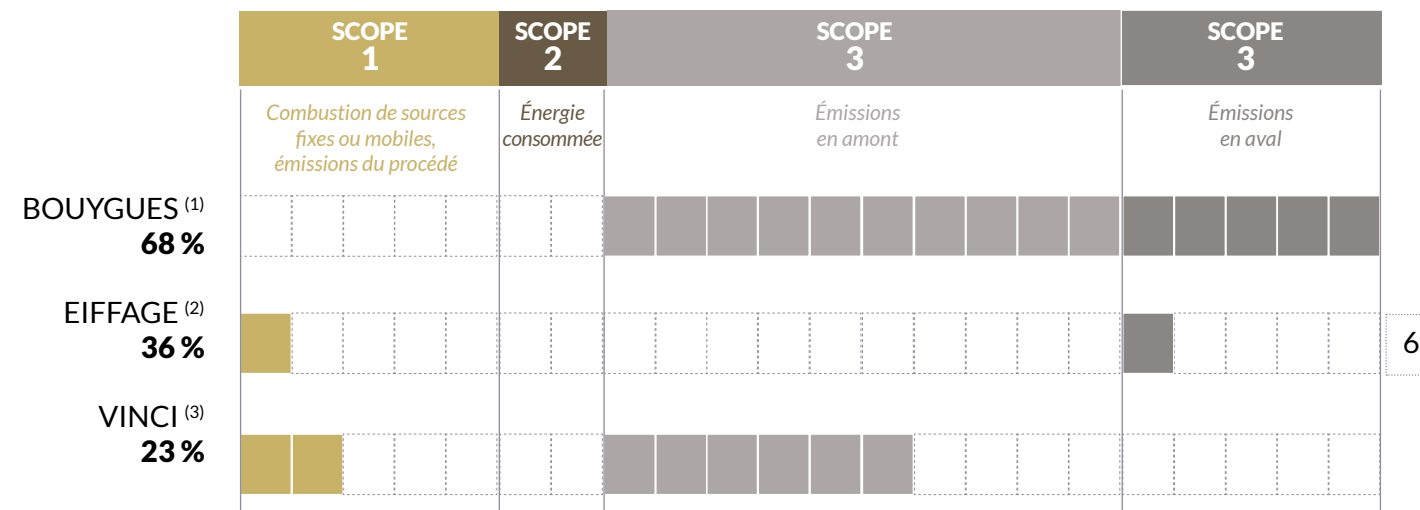 SCOPE
1
SCOPE
2
SCOPE
3
SCOPE
3
Combustion de sources
fixes ou mobiles,
émissions du procédé
Énergie
consommée
Émissions
en amont
Émissions
en aval
BOUYGUES (1)
68 %
EIFFAGE (2)
36 %
6
VINCI (3)
23 %